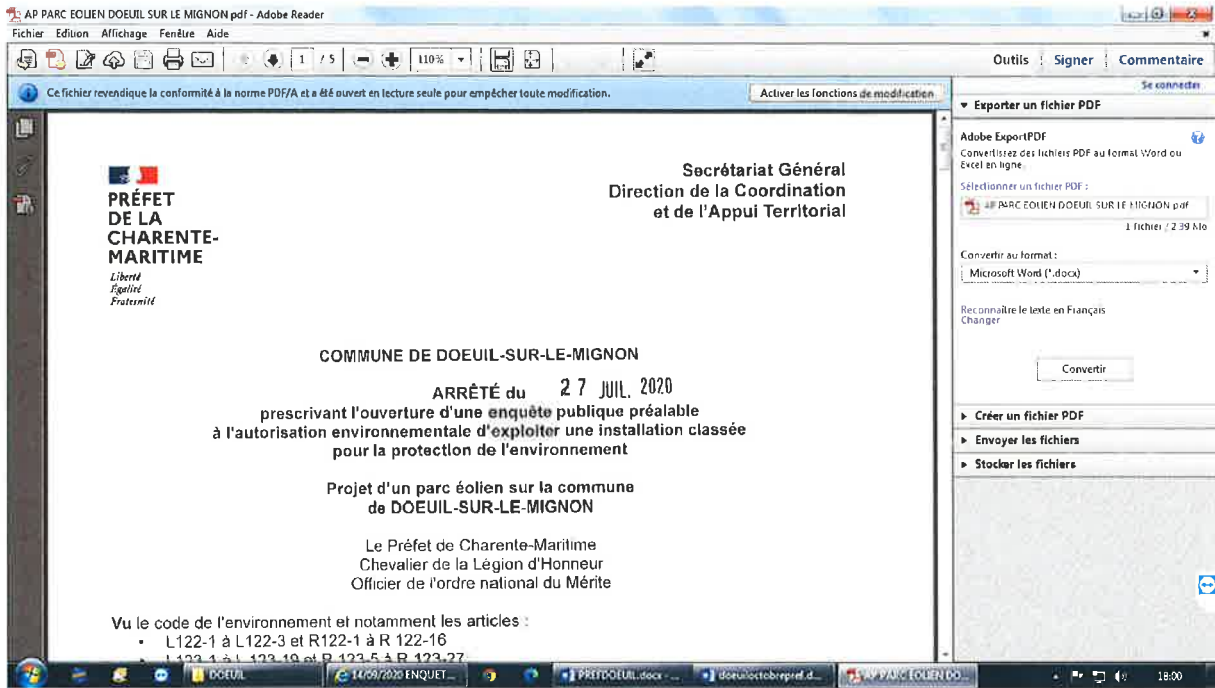 AP PARC EOLIEN DOEUIL SUR LE MIGNON pdf - Adobe Reader
Fichier Edition Affichage Fenêtre Aide
1 / 5 110%
Outils Signer Commentaire
Ce fichier revendique la conformité à la norme PDF/A et a été ouvert en lecture seule pour empêcher toute modification.
Activer les fonctions de modification
Se connecter
Exporter un fichier PDF
Adobe ExportPDF
Convertissez des fichiers PDF au format Word ou
Excel en ligne.
Sélectionner un fichier PDF :
AP PARC EOLIEN DOEUIL SUR LE MIGNON pdf
1 fichier / 2.39 Mo
Convertir au format :
Microsoft Word (*.docx)
Reconnaître le texte en Français
Changer
Convertir
Créer un fichier PDF
Envoyer les fichiers
Stocker les fichiers
PRÉFET
DE LA
CHARENTE-
MARITIME
Liberté
Égalité
Fraternité
Secrétariat Général
Direction de la Coordination
et de l'Appui Territorial
COMMUNE DE DOEUIL-SUR-LE-MIGNON
ARRÊTÉ du 27 JUIL. 2020
prescrivant l'ouverture d'une enquête publique préalable
à l'autorisation environnementale d'exploiter une installation classée
pour la protection de l'environnement
Projet d'un parc éolien sur la commune
de DOEUIL-SUR-LE-MIGNON
Le Préfet de Charente-Maritime
Chevalier de la Légion d'Honneur
Officier de l'ordre national du Mérite
Vu le code de l'environnement et notamment les articles :
• L122-1 à L122-3 et R122-1 à R 122-16
• L123-1 à L 123-19 et R 123-5 à R 123-27
DOEUIL
14/09/2020 ENQUET...
PREFDOEUIL.docx - ...
doeuiloctobrepref.d...
AP PARC EOLIEN DO...
18:00